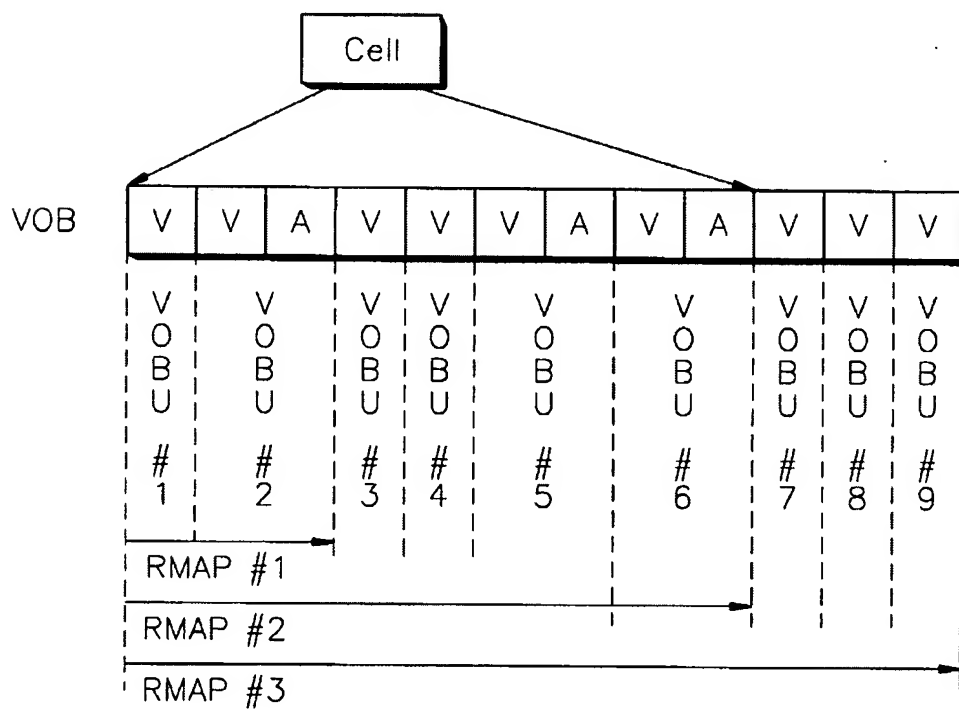 Cell
VOB V V A V V V A V A V V V
VOBU #1
VOBU #2
VOBU #3
VOBU #4
VOBU #5
VOBU #6
VOBU #7
VOBU #8
VOBU #9
RMAP #1
RMAP #2
RMAP #3